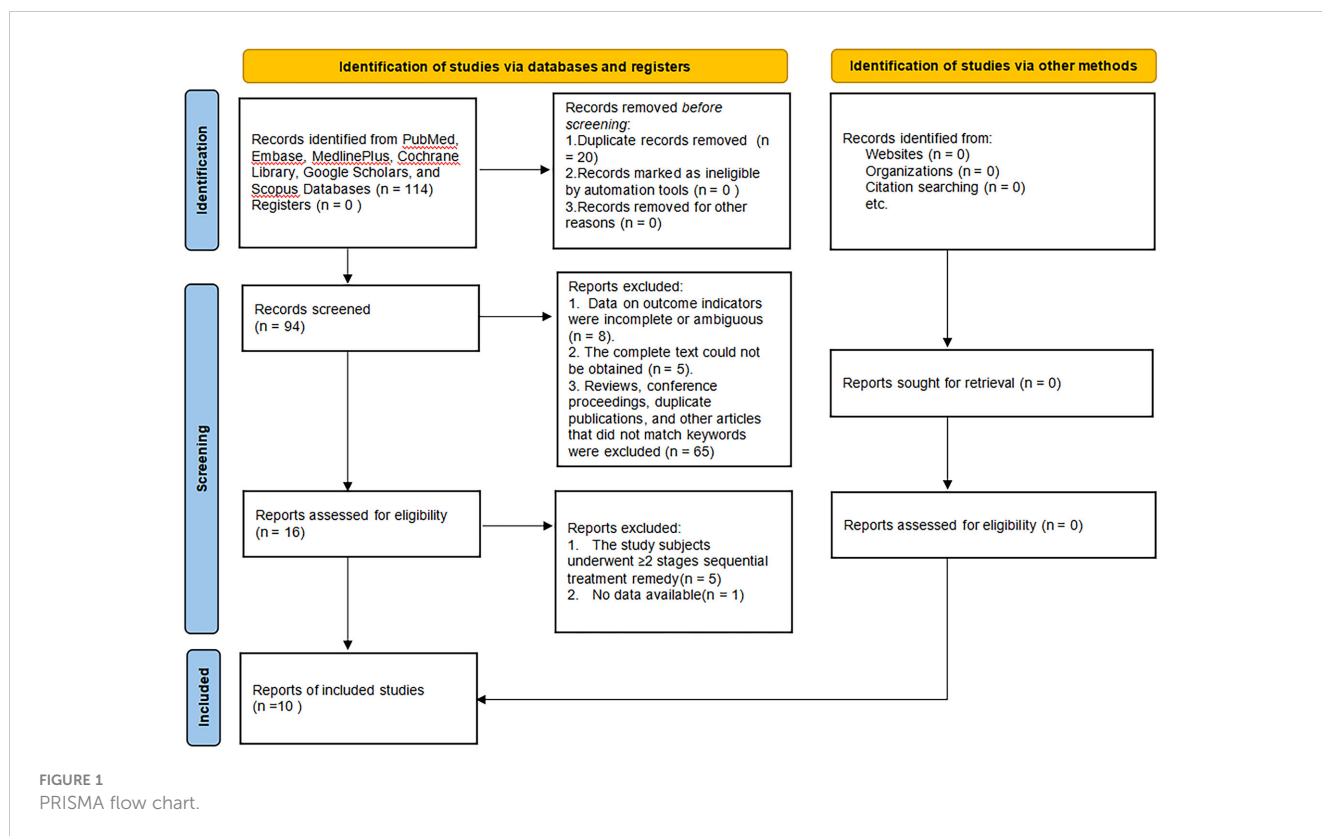 Identification of studies via databases and registers
Identification of studies via other methods
Identification
Records identified from PubMed,
Embase, MedlinePlus, Cochrane
Library, Google Scholars, and
Scopus Databases (n = 114)
Registers (n = 0 )
Records removed before
screening:
1.Duplicate records removed (n
= 20)
2.Records marked as ineligible
by automation tools (n = 0 )
3.Records removed for other
reasons (n = 0)
Records identified from:
Websites (n = 0)
Organizations (n = 0)
Citation searching (n = 0)
etc.
Screening
Records screened
(n = 94)
Reports excluded:
1. Data on outcome indicators
were incomplete or ambiguous
(n = 8).
2. The complete text could not
be obtained (n = 5).
3. Reviews, conference
proceedings, duplicate
publications, and other articles
that did not match keywords
were excluded (n = 65)
Reports sought for retrieval (n = 0)
Reports assessed for eligibility
(n = 16)
Reports excluded:
1. The study subjects
underwent ≥2 stages sequential
treatment remedy(n = 5)
2. No data available(n = 1)
Reports assessed for eligibility (n = 0)
Included
Reports of included studies
(n =10 )
FIGURE 1
PRISMA flow chart.